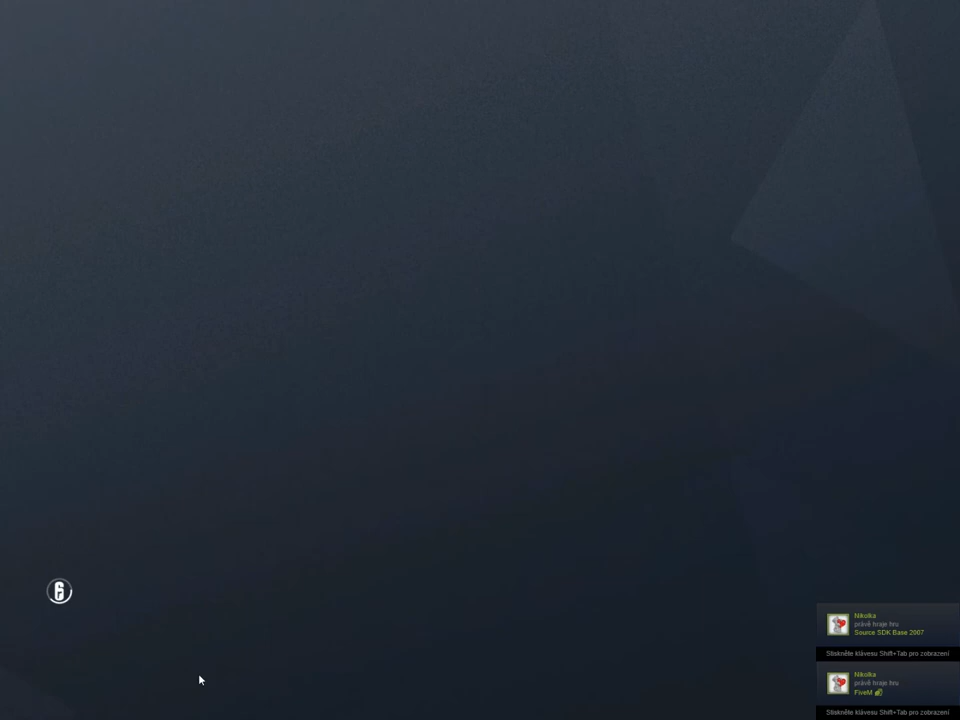 Nikolka
právě hraje hru
Source SDK Base 2007
Stiskněte klávesu Shift+Tab pro zobrazení
Nikolka
právě hraje hru
FiveM
Stiskněte klávesu Shift+Tab pro zobrazení